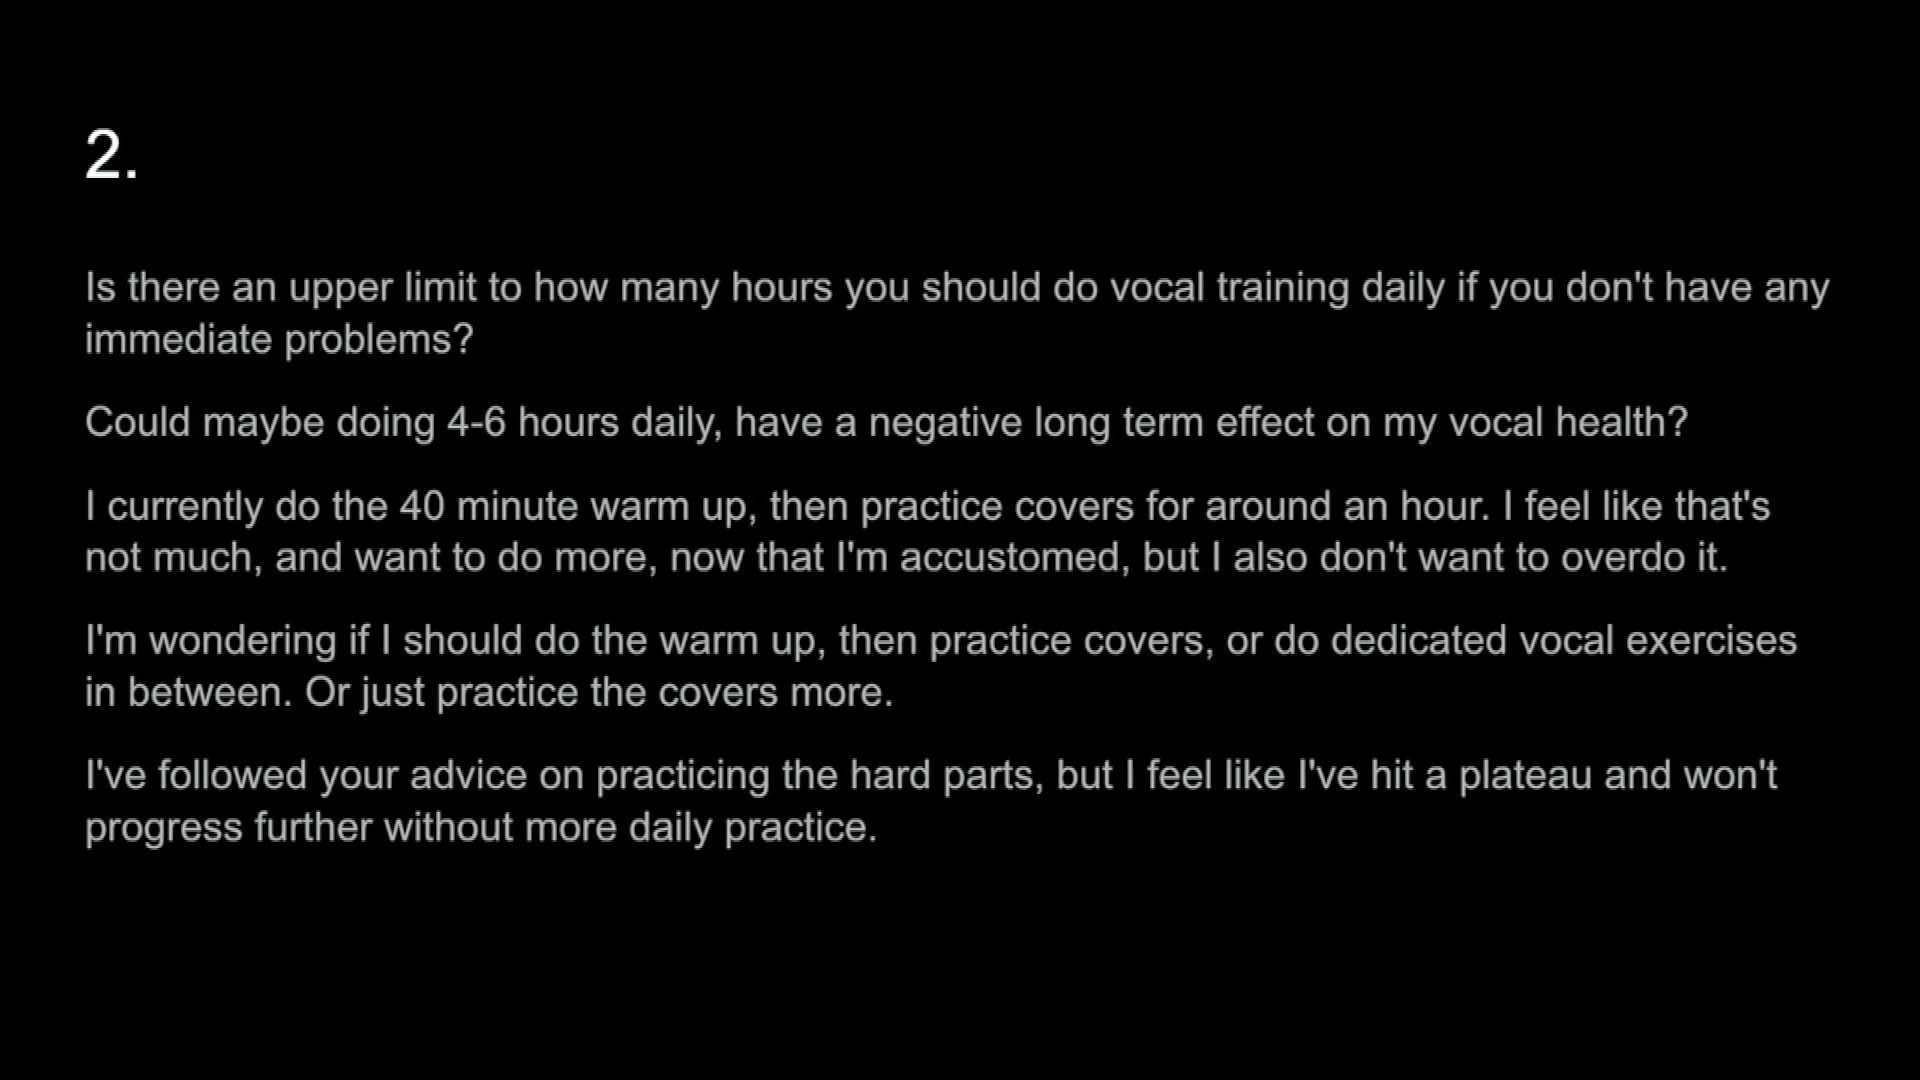 2.
Is there an upper limit to how many hours you should do vocal training daily if you don't have any
immediate problems?
Could maybe doing 4-6 hours daily, have a negative long term effect on my vocal health?
I currently do the 40 minute warm up, then practice covers for around an hour. I feel like that's
not much, and want to do more, now that I'm accustomed, but I also don't want to overdo it.
I'm wondering if I should do the warm up, then practice covers, or do dedicated vocal exercises
in between. Or just practice the covers more.
I've followed your advice on practicing the hard parts, but I feel like I've hit a plateau and won't
progress further without more daily practice.